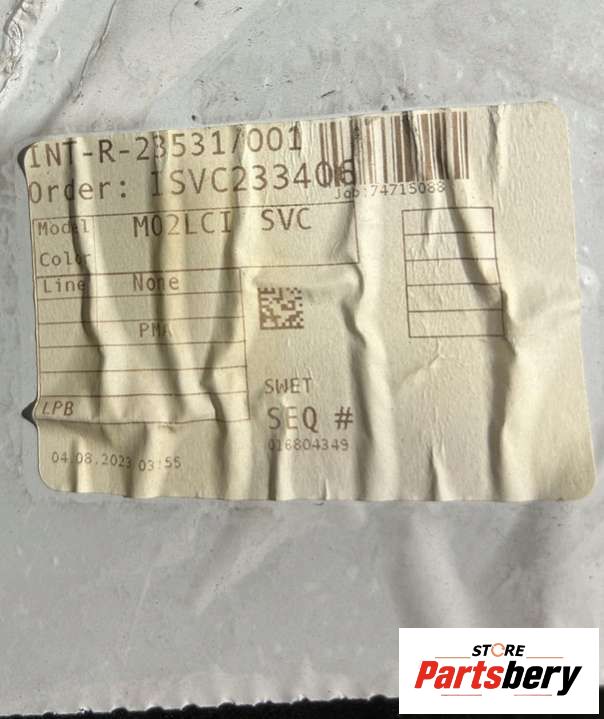 INT-R-23531/001
Order: ISVC233406
Job:74715088
Model M02LCI SVC
Color
Line None
PMA
SWET
LPB
SEQ #
016804349
04.08.2023 03:55
STORE
Partsbery